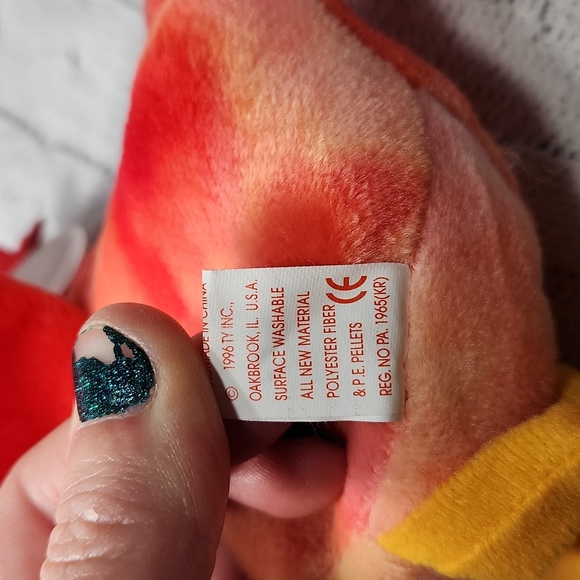 MADE IN CHINA
© 1996 TY INC.,
OAKBROOK, IL. U.S.A.
SURFACE WASHABLE
ALL NEW MATERIAL
POLYESTER FIBER
& P.E. PELLETS CE
REG. NO PA. 1965(KR)